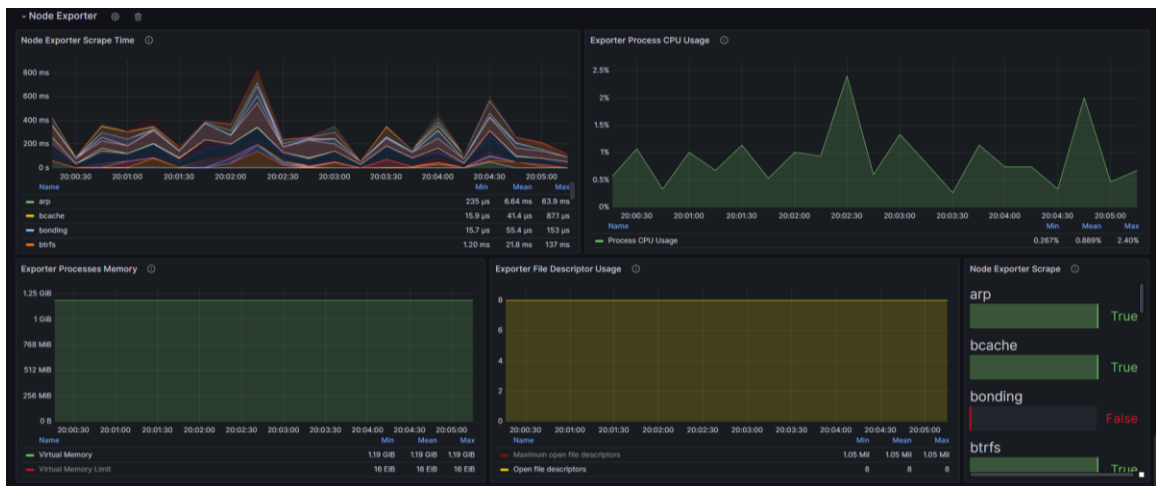 Node Exporter
Node Exporter Scrape Time
800 ms
600 ms
400 ms
200 ms
0 s
20:00:30 20:01:00 20:01:30 20:02:00 20:02:30 20:03:00 20:03:30 20:04:00 20:04:30 20:05:00
Name Min Mean Max
arp 235 µs 6.64 ms 63.9 ms
bcache 15.9 µs 41.4 µs 87.1 µs
bonding 15.7 µs 55.4 µs 153 µs
btrfs 1.20 ms 21.8 ms 137 ms
Exporter Process CPU Usage
2.5%
2%
1.5%
1%
0.5%
0%
20:00:30 20:01:00 20:01:30 20:02:00 20:02:30 20:03:00 20:03:30 20:04:00 20:04:30 20:05:00
Name Min Mean Max
Process CPU Usage 0.267% 0.889% 2.40%
Exporter Processes Memory
1.25 GiB
1 GiB
768 MiB
512 MiB
256 MiB
0 B
20:00:30 20:01:00 20:01:30 20:02:00 20:02:30 20:03:00 20:03:30 20:04:00 20:04:30 20:05:00
Name Min Mean Max
Virtual Memory 1.19 GiB 1.19 GiB 1.19 GiB
Virtual Memory Limit 16 EiB 16 EiB 16 EiB
Exporter File Descriptor Usage
8
6
4
2
0
20:00:30 20:01:00 20:01:30 20:02:00 20:02:30 20:03:00 20:03:30 20:04:00 20:04:30 20:05:00
Name Min Mean Max
Maximum open file descriptors 1.05 Mil 1.05 Mil 1.05 Mil
Open file descriptors 8 8 8
Node Exporter Scrape
arp
True
bcache
True
bonding
False
btrfs
True